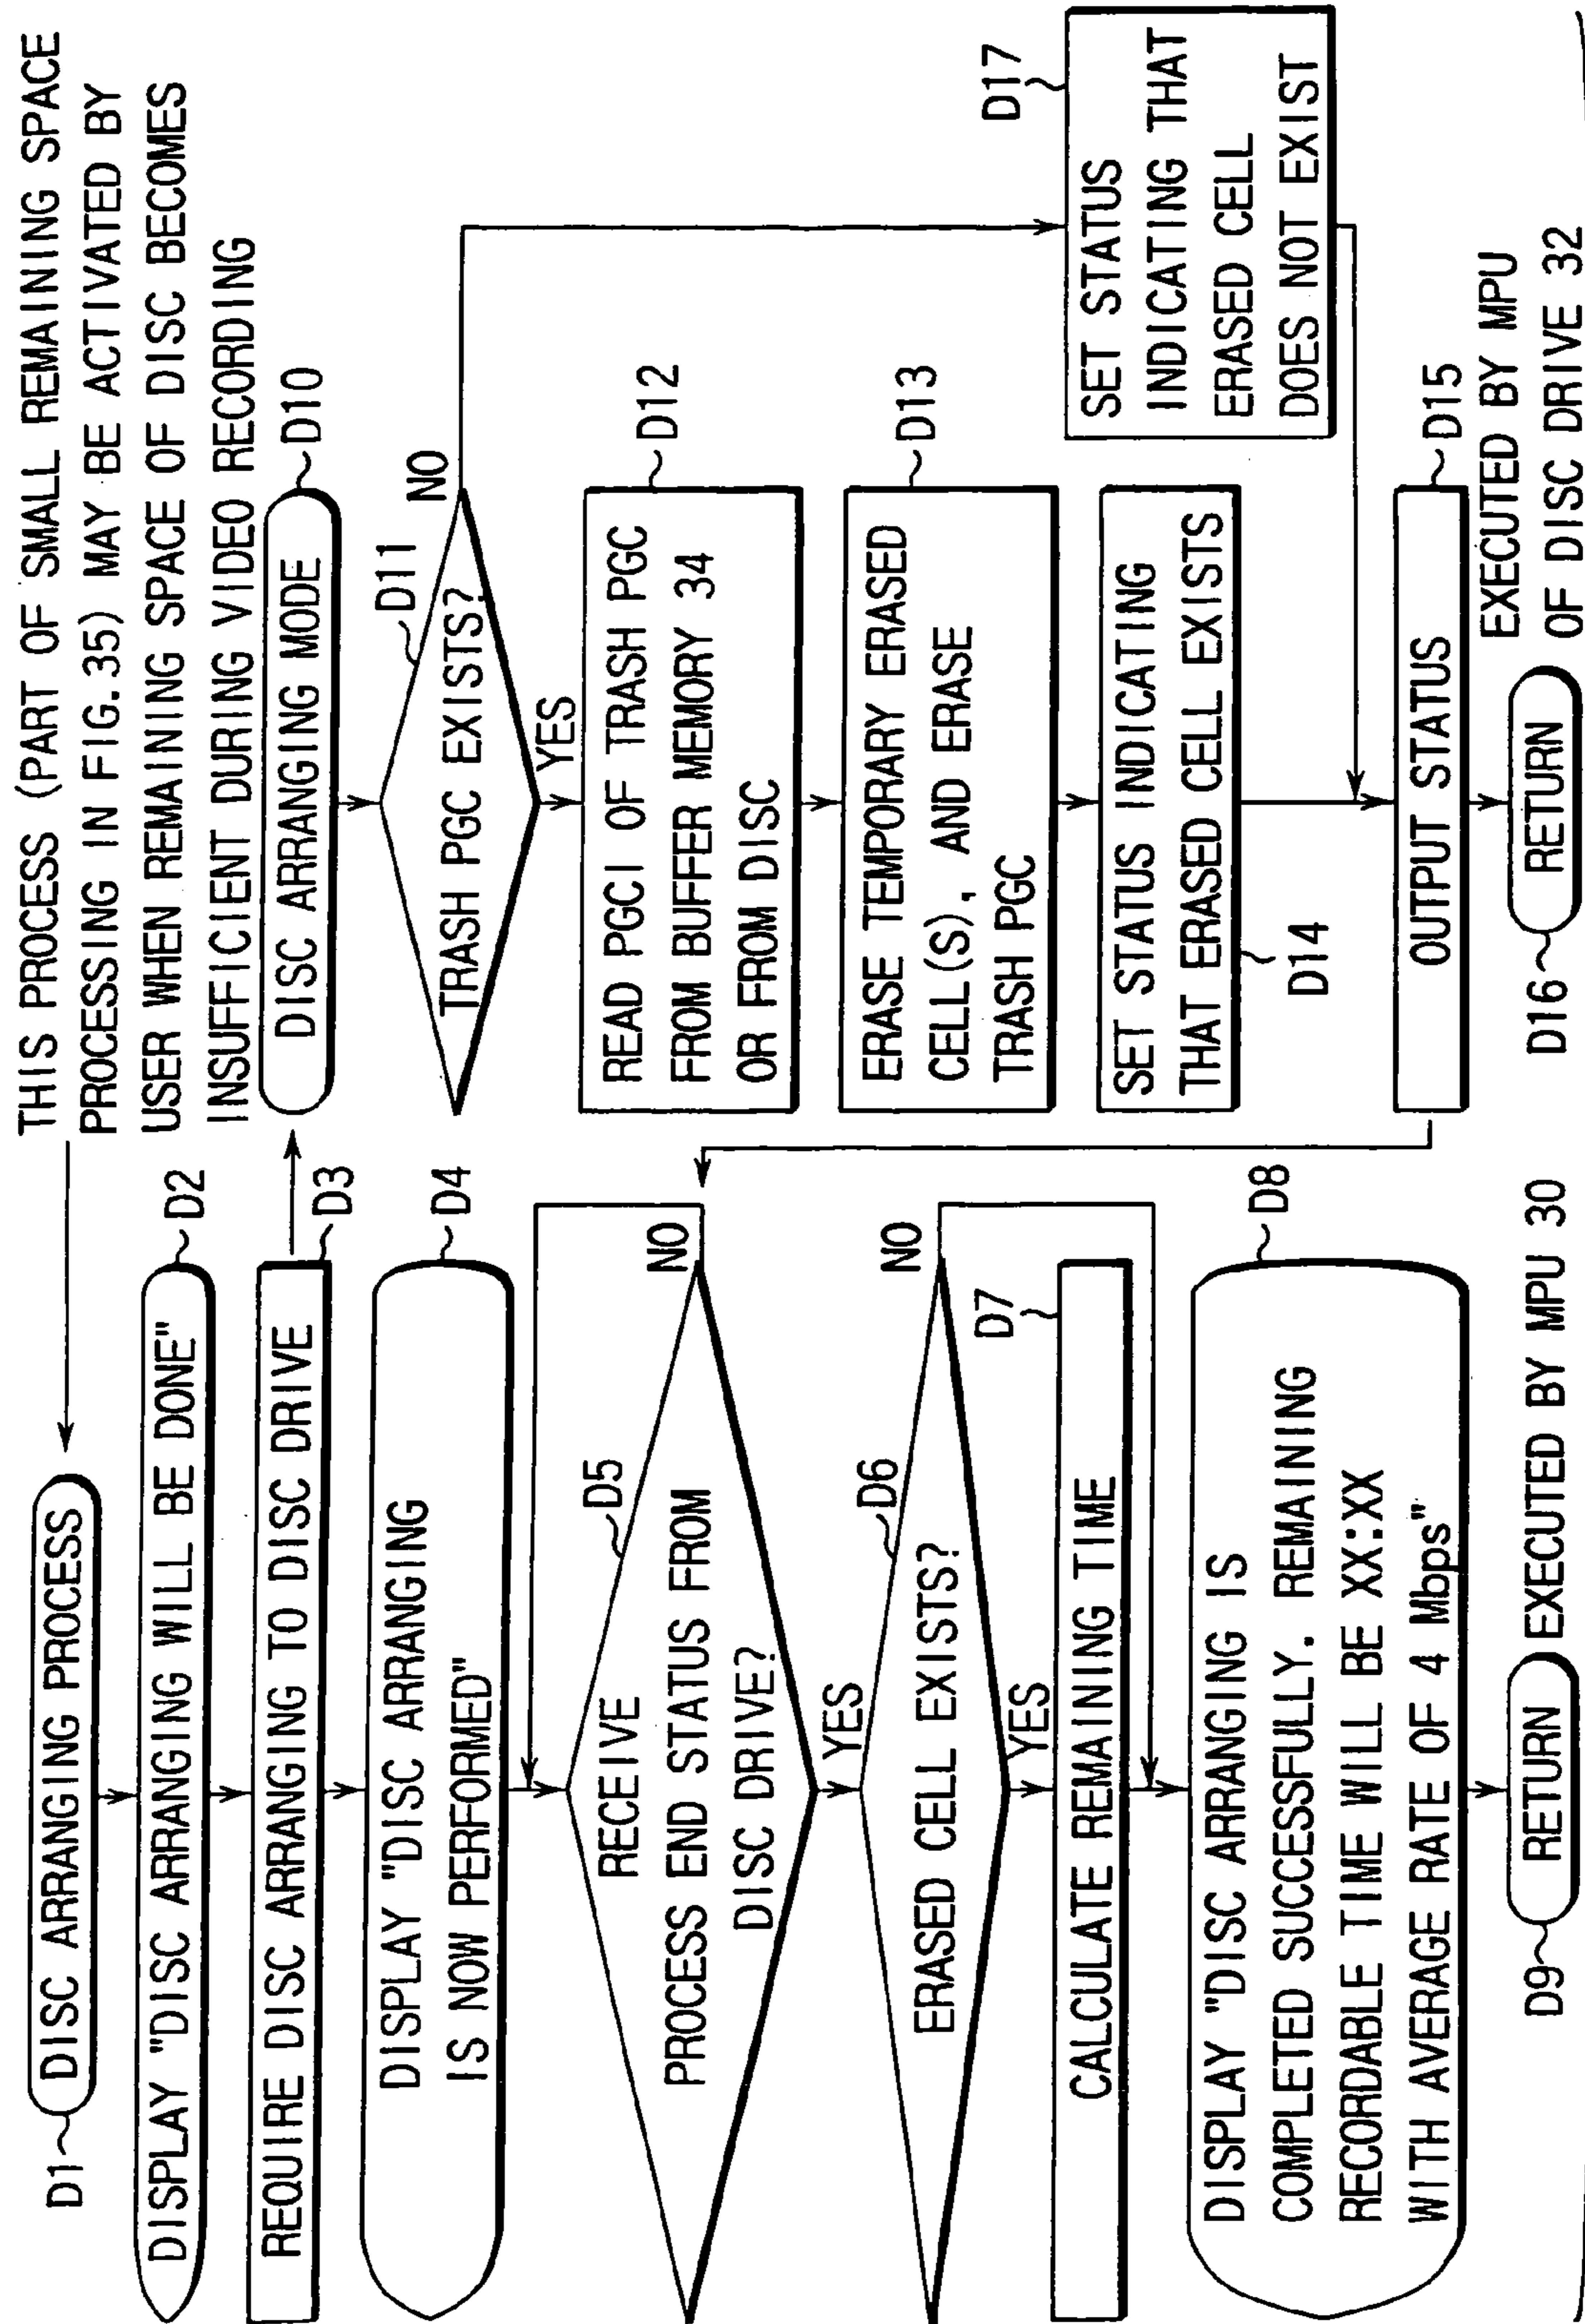 THIS PROCESS (PART OF SMALL REMAINING SPACE
PROCESSING IN FIG.35) MAY BE ACTIVATED BY
USER WHEN REMAINING SPACE OF DISC BECOMES
INSUFFICIENT DURING VIDEO RECORDING
D1
DISC ARRANGING PROCESS
DISPLAY "DISC ARRANGING WILL BE DONE"
D2
REQUIRE DISC ARRANGING TO DISC DRIVE
D3
DISPLAY "DISC ARRANGING
IS NOW PERFORMED"
D4
D5
RECEIVE
PROCESS END STATUS FROM
DISC DRIVE?
NO
YES
D6
ERASED CELL EXISTS?
NO
YES
D7
CALCULATE REMAINING TIME
D8
DISPLAY "DISC ARRANGING IS
COMPLETED SUCCESSFULLY. REMAINING
RECORDABLE TIME WILL BE XX:XX
WITH AVERAGE RATE OF 4 Mbps"
D9
RETURN
EXECUTED BY MPU 30
DISC ARRANGING MODE
D10
D11
TRASH PGC EXISTS?
NO
YES
D12
READ PGCI OF TRASH PGC
FROM BUFFER MEMORY 34
OR FROM DISC
D13
ERASE TEMPORARY ERASED
CELL(S), AND ERASE
TRASH PGC
SET STATUS INDICATING
THAT ERASED CELL EXISTS
D14
D17
SET STATUS
INDICATING THAT
ERASED CELL
DOES NOT EXIST
OUTPUT STATUS
D15
D16
RETURN
EXECUTED BY MPU
OF DISC DRIVE 32